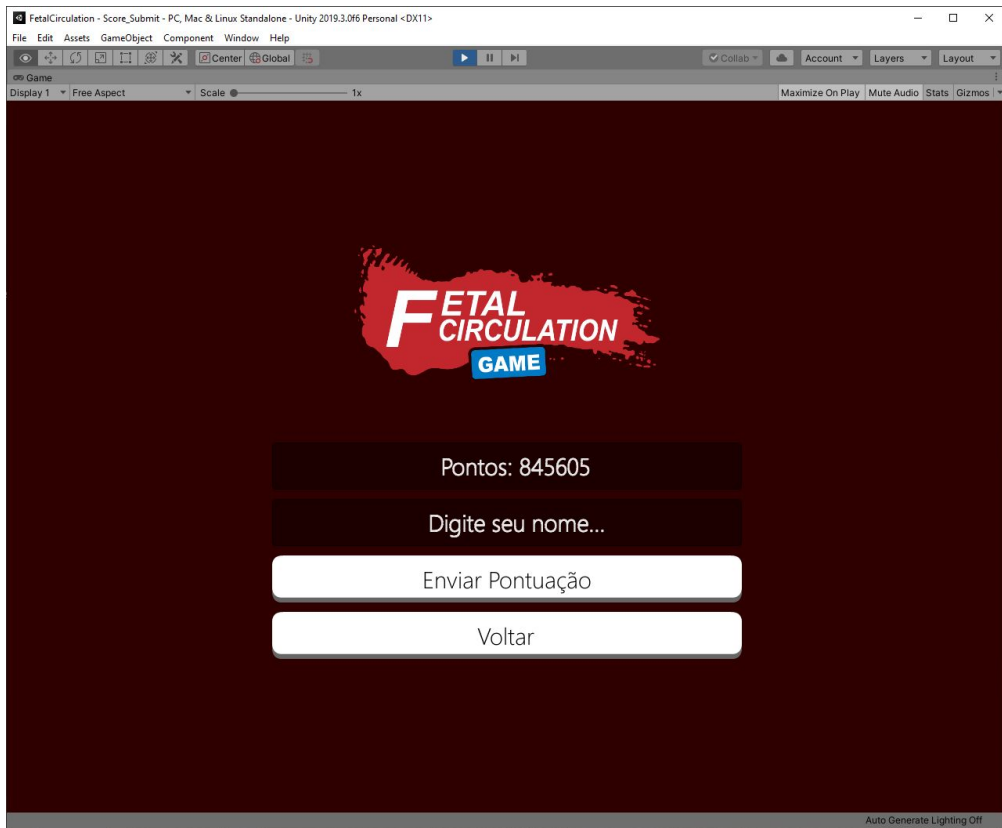 FetalCirculation - Score_Submit - PC, Mac & Linux Standalone - Unity 2019.3.0f6 Personal <DX11>
File Edit Assets GameObject Component Window Help
Center Global Collab Account Layers Layout
Game
Display 1 Free Aspect Scale 1x Maximize On Play Mute Audio Stats Gizmos
FETAL
CIRCULATION
GAME
Pontos: 845605
Digite seu nome...
Enviar Pontuação
Voltar
Auto Generate Lighting Off